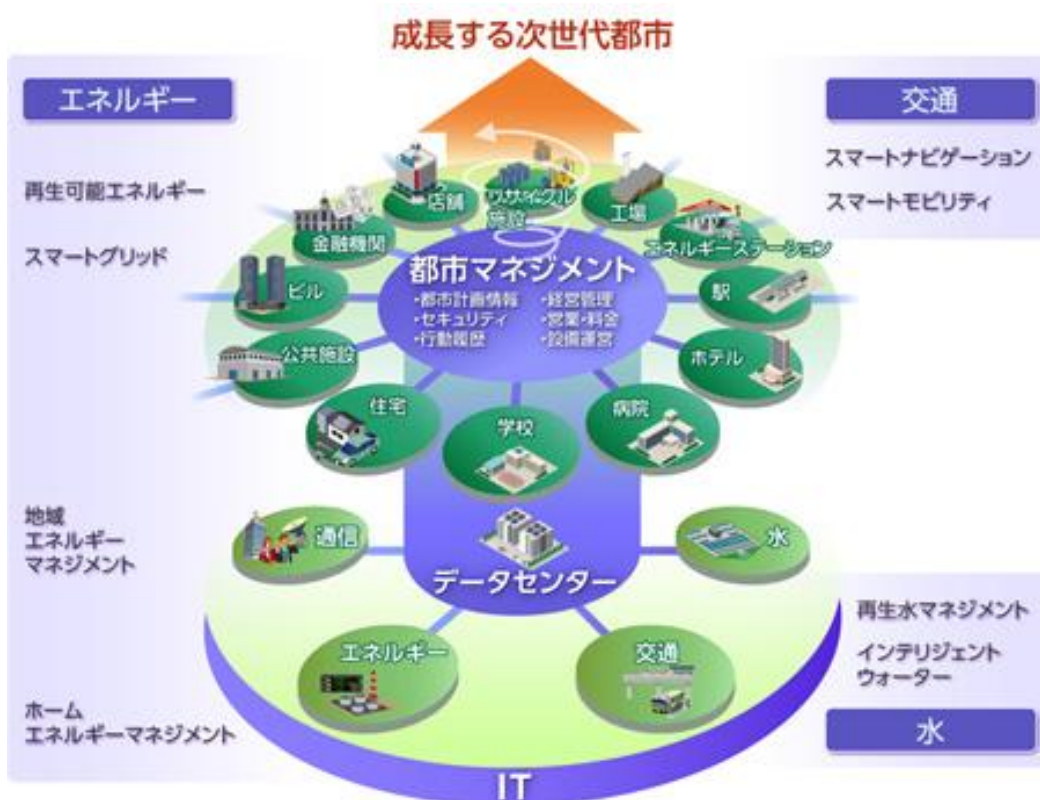 成長する次世代都市
エネルギー
再生可能エネルギー
スマートグリッド
地域
エネルギー
マネジメント
ホーム
エネルギーマネジメント
交通
スマートナビゲーション
スマートモビリティ
店舗
リサイクル
施設
工場
金融機関
エネルギーステーション
ビル
駅
公共施設
ホテル
住宅
学校
病院
都市マネジメント
・都市計画情報 ・経営管理
・セキュリティ ・営業・料金
・行動履歴 ・設備運営
通信
水
データセンター
エネルギー
交通
IT
再生水マネジメント
インテリジェント
ウォーター
水